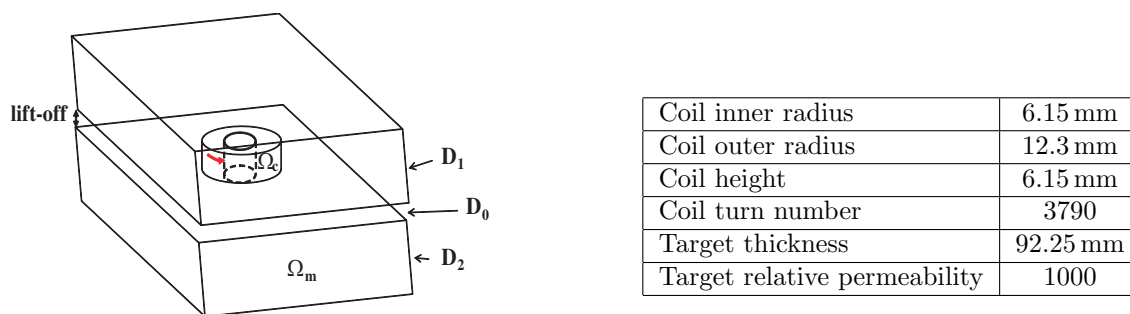 lift-off
Ωc
D1
D0
D2
Ωm
Coil inner radius 6.15 mm
Coil outer radius 12.3 mm
Coil height 6.15 mm
Coil turn number 3790
Target thickness 92.25 mm
Target relative permeability 1000